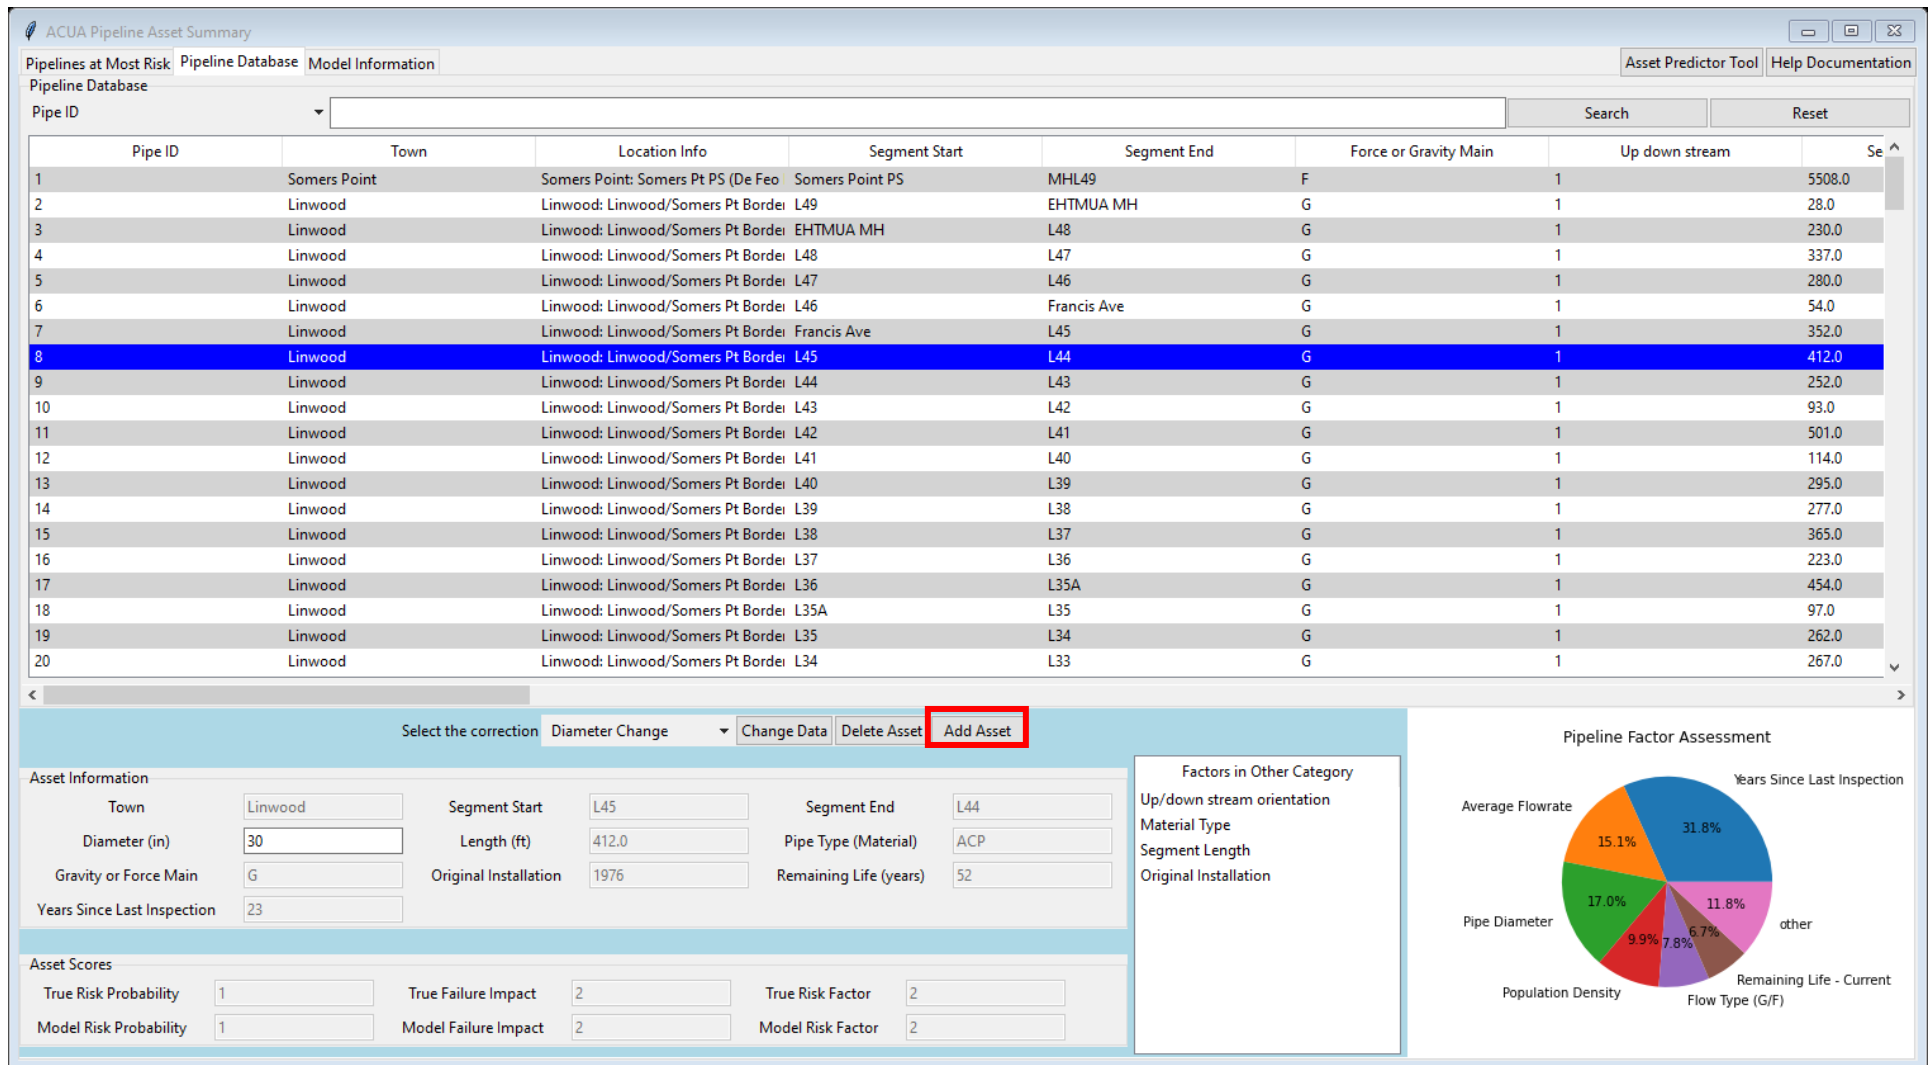 ACUA Pipeline Asset Summary
Pipelines at Most Risk Pipeline Database Model Information Asset Predictor Tool Help Documentation
Pipeline Database
Pipe ID Search Reset
Pipe ID Town Location Info Segment Start Segment End Force or Gravity Main Up down stream Se
1 Somers Point Somers Point: Somers Pt PS (De Feo Somers Point PS MHL49 F 1 5508.0
2 Linwood Linwood: Linwood/Somers Pt Border L49 EHTMUA MH G 1 28.0
3 Linwood Linwood: Linwood/Somers Pt Border EHTMUA MH L48 G 1 230.0
4 Linwood Linwood: Linwood/Somers Pt Border L48 L47 G 1 337.0
5 Linwood Linwood: Linwood/Somers Pt Border L47 L46 G 1 280.0
6 Linwood Linwood: Linwood/Somers Pt Border L46 Francis Ave G 1 54.0
7 Linwood Linwood: Linwood/Somers Pt Border Francis Ave L45 G 1 352.0
8 Linwood Linwood: Linwood/Somers Pt Border L45 L44 G 1 412.0
9 Linwood Linwood: Linwood/Somers Pt Border L44 L43 G 1 252.0
10 Linwood Linwood: Linwood/Somers Pt Border L43 L42 G 1 93.0
11 Linwood Linwood: Linwood/Somers Pt Border L42 L41 G 1 501.0
12 Linwood Linwood: Linwood/Somers Pt Border L41 L40 G 1 114.0
13 Linwood Linwood: Linwood/Somers Pt Border L40 L39 G 1 295.0
14 Linwood Linwood: Linwood/Somers Pt Border L39 L38 G 1 277.0
15 Linwood Linwood: Linwood/Somers Pt Border L38 L37 G 1 365.0
16 Linwood Linwood: Linwood/Somers Pt Border L37 L36 G 1 223.0
17 Linwood Linwood: Linwood/Somers Pt Border L36 L35A G 1 454.0
18 Linwood Linwood: Linwood/Somers Pt Border L35A L35 G 1 97.0
19 Linwood Linwood: Linwood/Somers Pt Border L35 L34 G 1 262.0
20 Linwood Linwood: Linwood/Somers Pt Border L34 L33 G 1 267.0
Select the correction Diameter Change Change Data Delete Asset Add Asset
Asset Information
Town Linwood Segment Start L45 Segment End L44
Diameter (in) 30 Length (ft) 412.0 Pipe Type (Material) ACP
Gravity or Force Main G Original Installation 1976 Remaining Life (years) 52
Years Since Last Inspection 23
Asset Scores
True Risk Probability 1 True Failure Impact 2 True Risk Factor 2
Model Risk Probability 1 Model Failure Impact 2 Model Risk Factor 2
Factors in Other Category
Up/down stream orientation
Material Type
Segment Length
Original Installation
Pipeline Factor Assessment
Years Since Last Inspection
Average Flowrate
31.8%
15.1%
17.0%
11.8%
Pipe Diameter
other
6.7%
9.9%
7.8%
Remaining Life - Current
Population Density
Flow Type (G/F)